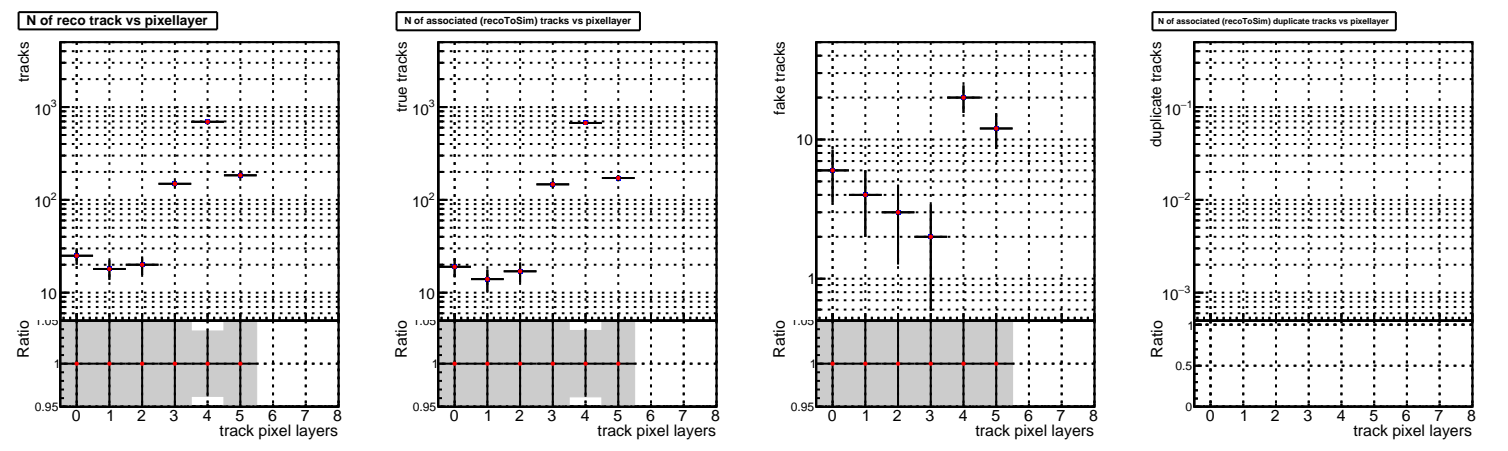 N of reco track vs pixellayer
tracks
10³
10²
10
Ratio
1.05
1
0.95
0 1 2 3 4 5 6 7 8
track pixel layers
N of associated (recoToSim) tracks vs pixellayer
true tracks
10³
10²
10
Ratio
1.05
1
0.95
0 1 2 3 4 5 6 7 8
track pixel layers
fake tracks
10
1
Ratio
1.05
1
0.95
0 1 2 3 4 5 6 7 8
track pixel layers
N of associated (recoToSim) duplicate tracks vs pixellayer
duplicate tracks
10⁻¹
10⁻²
10⁻³
Ratio
1
0.5
0
0 1 2 3 4 5 6 7 8
track pixel layers